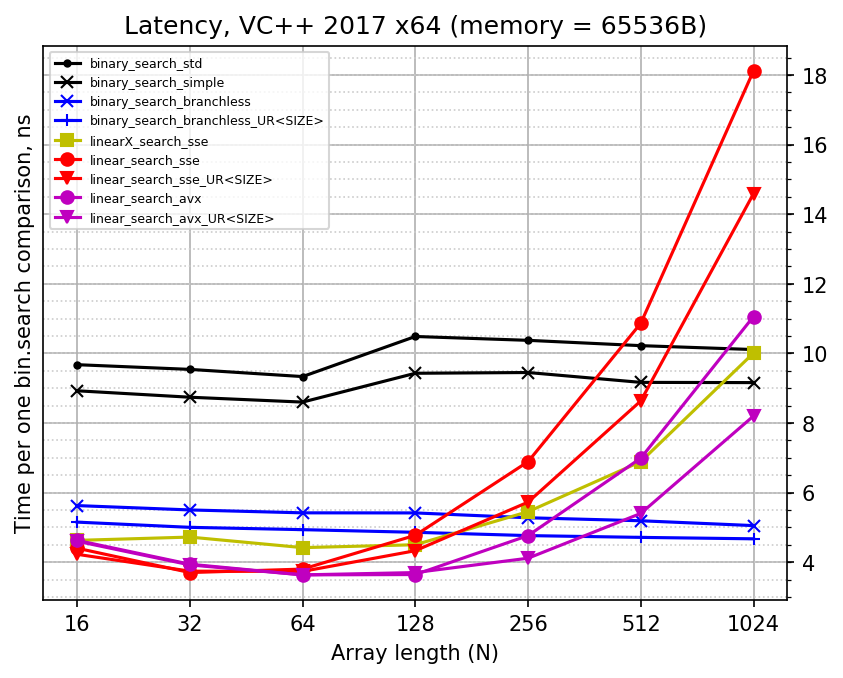 Latency, VC++ 2017 x64 (memory = 65536B)
Time per one bin.search comparison, ns
binary_search_std
binary_search_simple
binary_search_branchless
binary_search_branchless_UR<SIZE>
linearX_search_sse
linear_search_sse
linear_search_sse_UR<SIZE>
linear_search_avx
linear_search_avx_UR<SIZE>
18
16
14
12
10
8
6
4
16 32 64 128 256 512 1024
Array length (N)